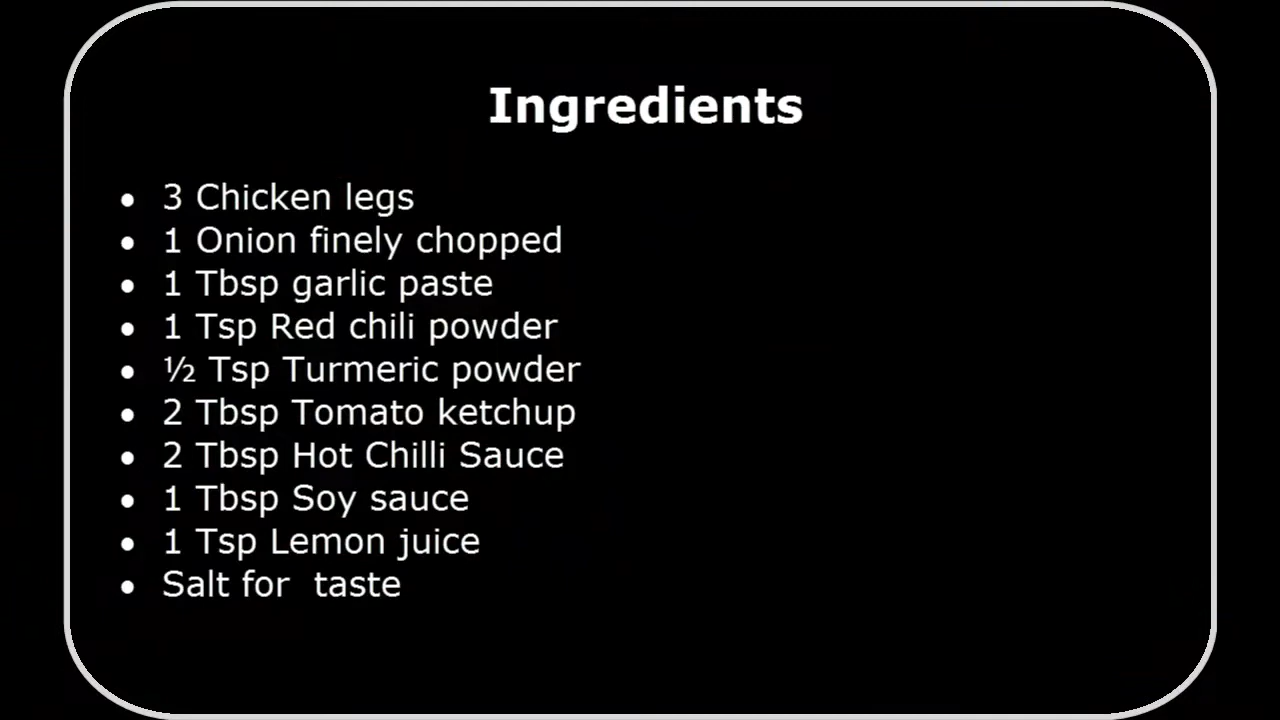 Ingredients
• 3 Chicken legs
• 1 Onion finely chopped
• 1 Tbsp garlic paste
• 1 Tsp Red chili powder
• ½ Tsp Turmeric powder
• 2 Tbsp Tomato ketchup
• 2 Tbsp Hot Chilli Sauce
• 1 Tbsp Soy sauce
• 1 Tsp Lemon juice
• Salt for  taste